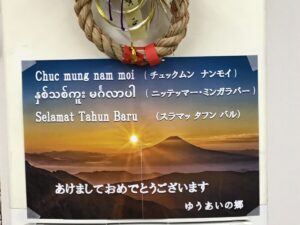 Chuc mung nam moi （チュックムン ナンモイ）
နှစ်သစ်ကူး မင်္ဂလာပါ （ニッテッマー・ミンガラバー）
Selamat Tahun Baru （スラマッ タフン バル）
あけましておめでとうございます
ゆうあいの郷